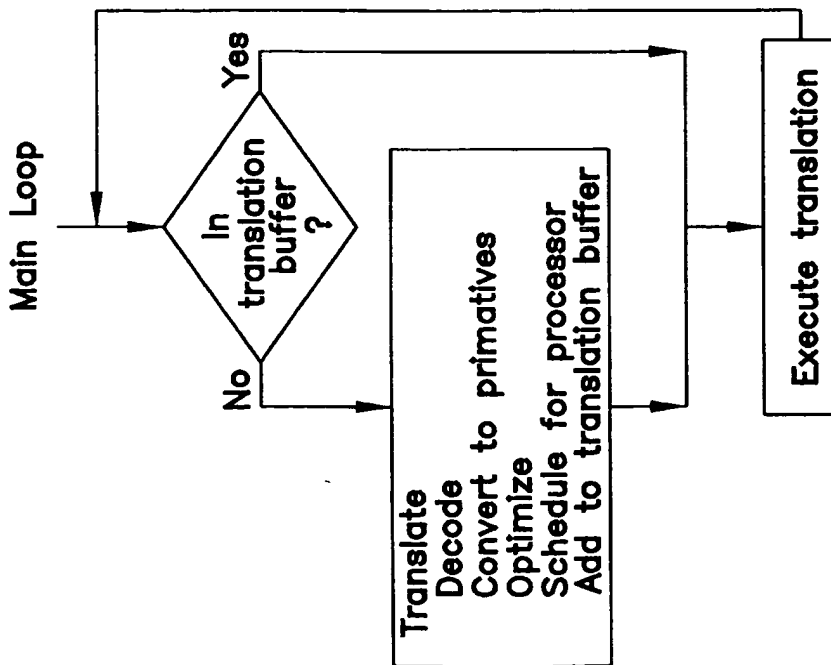 Main Loop
In
translation
buffer
?
Yes
No
Translate
Decode
Convert to primatives
Optimize
Schedule for processor
Add to translation buffer
Execute translation